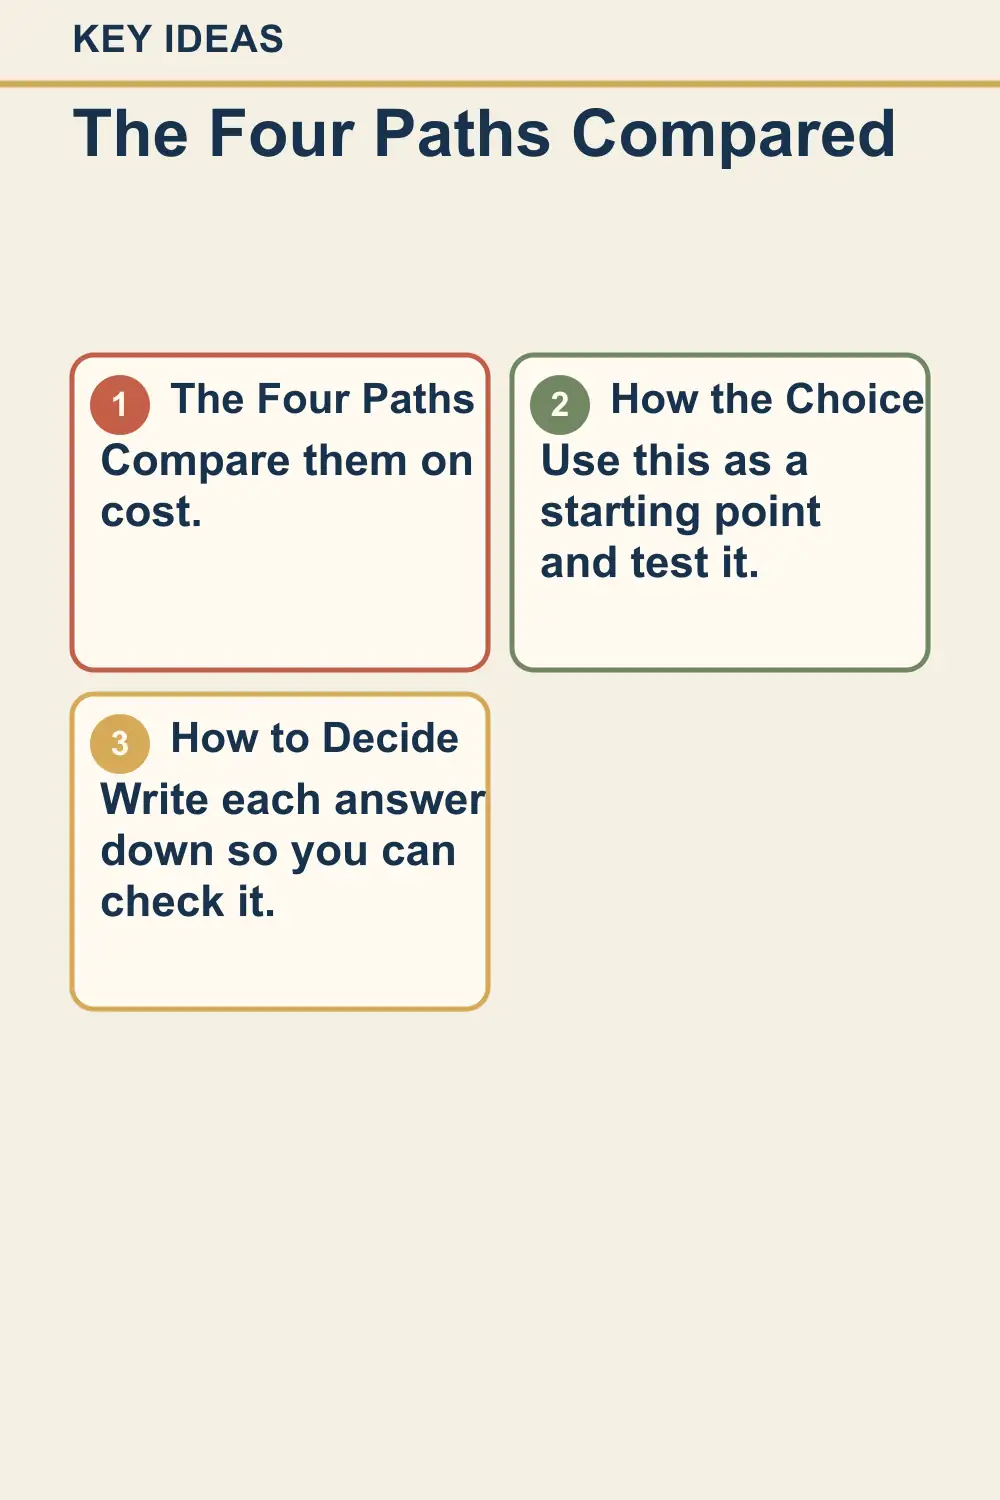 KEY IDEAS
The Four Paths Compared
1 The Four Paths
Compare them on
cost.
2 How the Choice
Use this as a
starting point
and test it.
3 How to Decide
Write each answer
down so you can
check it.